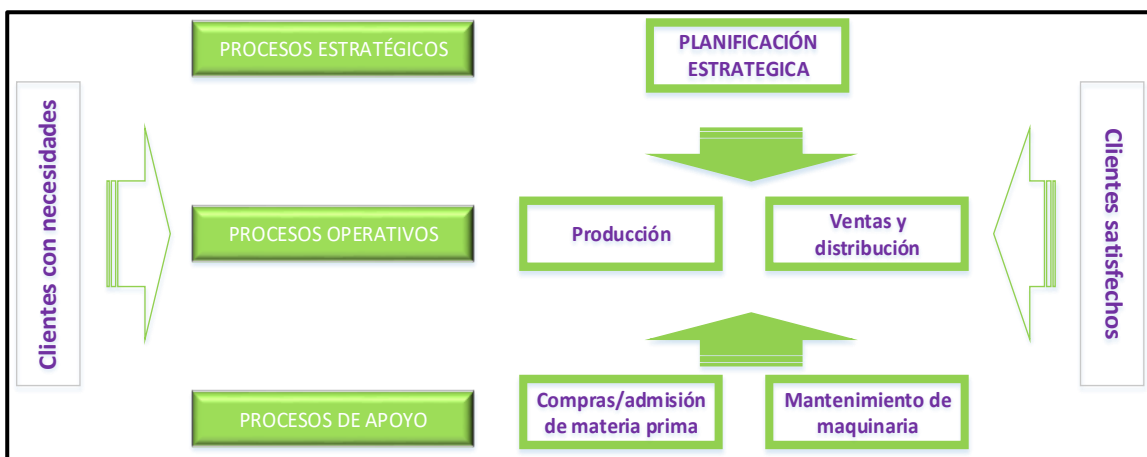 PROCESOS ESTRATÉGICOS
PLANIFICACIÓN
ESTRATEGICA
Clientes con necesidades
PROCESOS OPERATIVOS
Producción
Ventas y
distribución
Clientes satisfechos
PROCESOS DE APOYO
Compras/admisión
de materia prima
Mantenimiento de
maquinaria